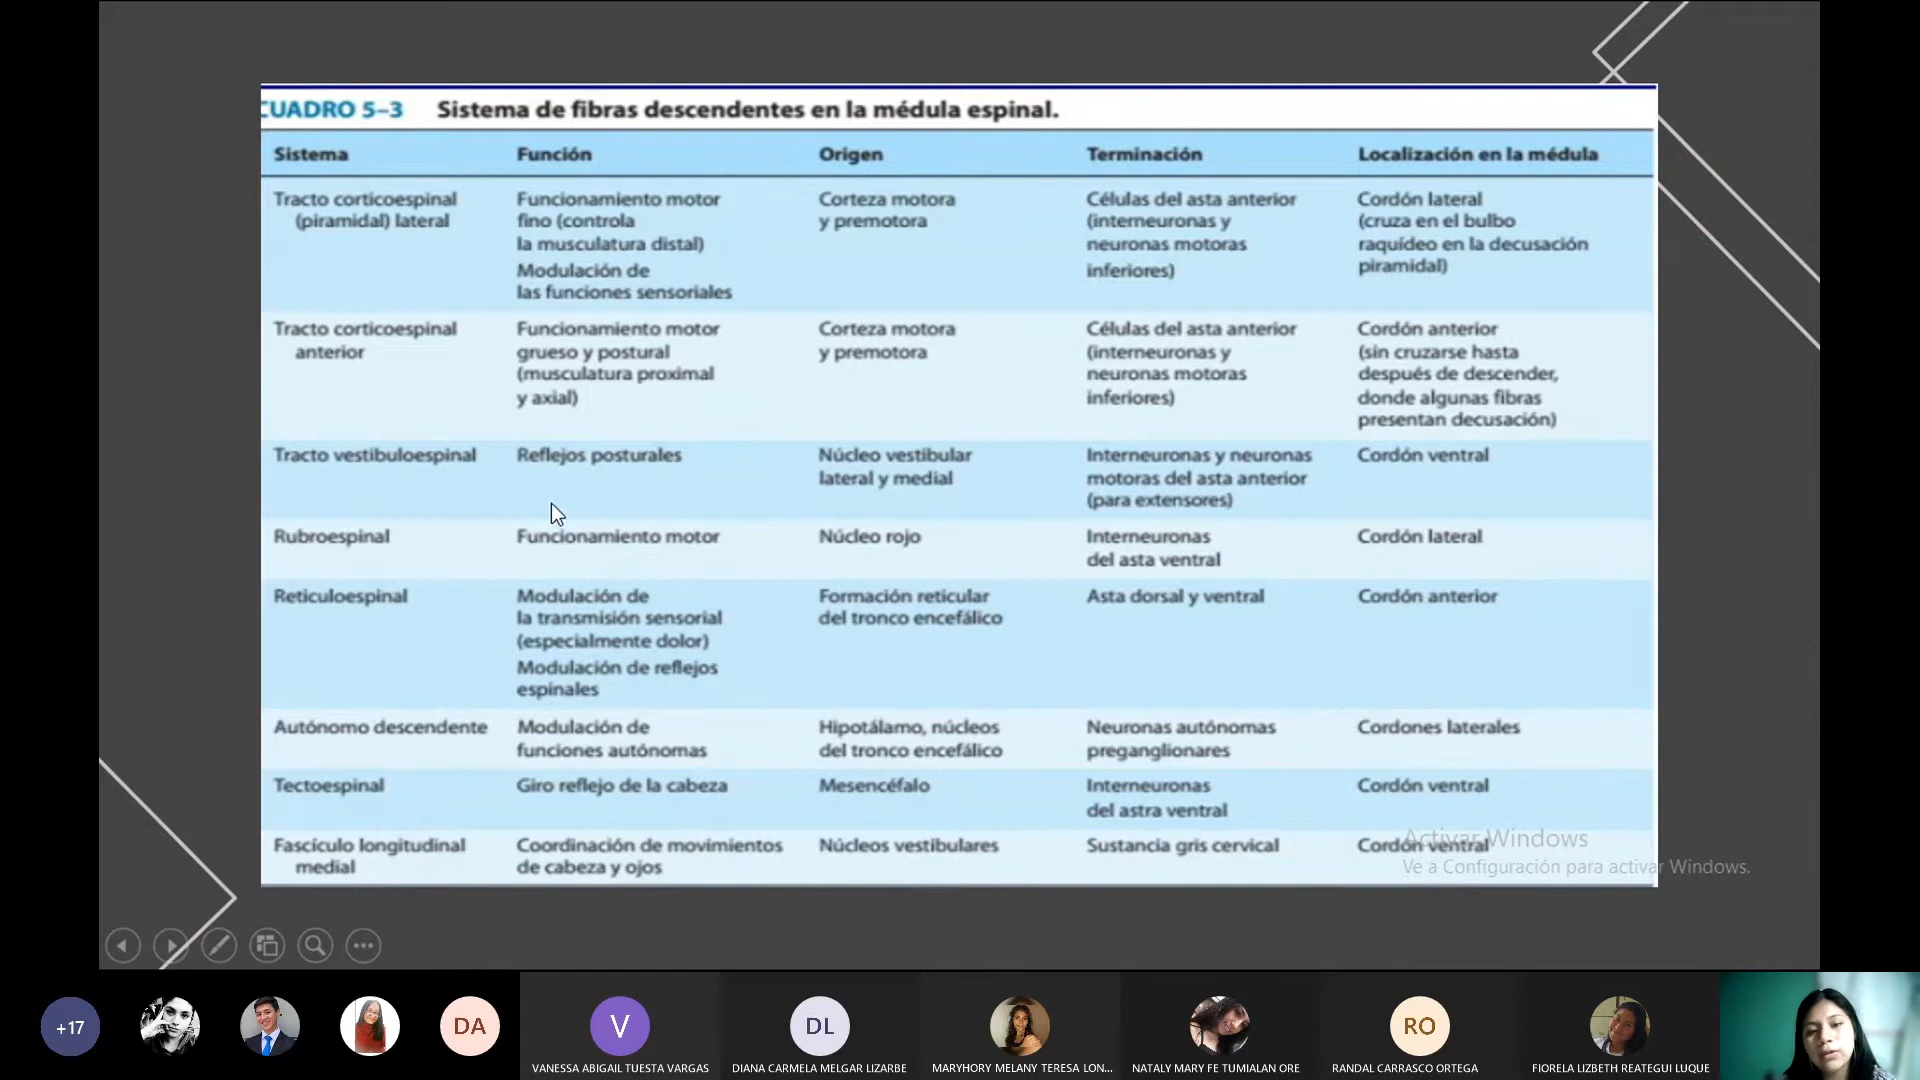 CUADRO 5–3 Sistema de fibras descendentes en la médula espinal.
Sistema Función Origen Terminación Localización en la médula
Tracto corticoespinal
(piramidal) lateral
Funcionamiento motor
fino (controla
la musculatura distal)
Modulación de
las funciones sensoriales
Corteza motora
y premotora
Células del asta anterior
(interneuronas y
neuronas motoras
inferiores)
Cordón lateral
(cruza en el bulbo
raquídeo en la decusación
piramidal)
Tracto corticoespinal
anterior
Funcionamiento motor
grueso y postural
(musculatura proximal
y axial)
Corteza motora
y premotora
Células del asta anterior
(interneuronas y
neuronas motoras
inferiores)
Cordón anterior
(sin cruzarse hasta
después de descender,
donde algunas fibras
presentan decusación)
Tracto vestibuloespinal
Reflejos posturales
Núcleo vestibular
lateral y medial
Interneuronas y neuronas
motoras del asta anterior
(para extensores)
Cordón ventral
Rubroespinal
Funcionamiento motor
Núcleo rojo
Interneuronas
del asta ventral
Cordón lateral
Reticuloespinal
Modulación de
la transmisión sensorial
(especialmente dolor)
Modulación de reflejos
espinales
Formación reticular
del tronco encefálico
Asta dorsal y ventral
Cordón anterior
Autónomo descendente
Modulación de
funciones autónomas
Hipotálamo, núcleos
del tronco encefálico
Neuronas autónomas
preganglionares
Cordones laterales
Tectoespinal
Giro reflejo de la cabeza
Mesencéfalo
Interneuronas
del astra ventral
Cordón ventral
Fascículo longitudinal
medial
Coordinación de movimientos
de cabeza y ojos
Núcleos vestibulares
Sustancia gris cervical
Cordón ventral
Activar Windows
Ve a Configuración para activar Windows.
+17
DA
V
DL
RO
VANESSA ABIGAIL TUESTA VARGAS
DIANA CARMELA MELGAR LIZARBE
MARYHORY MELANY TERESA LON...
NATALY MARY FE TUMIALAN ORE
RANDAL CARRASCO ORTEGA
FIORELA LIZBETH REATEGUI LUQUE